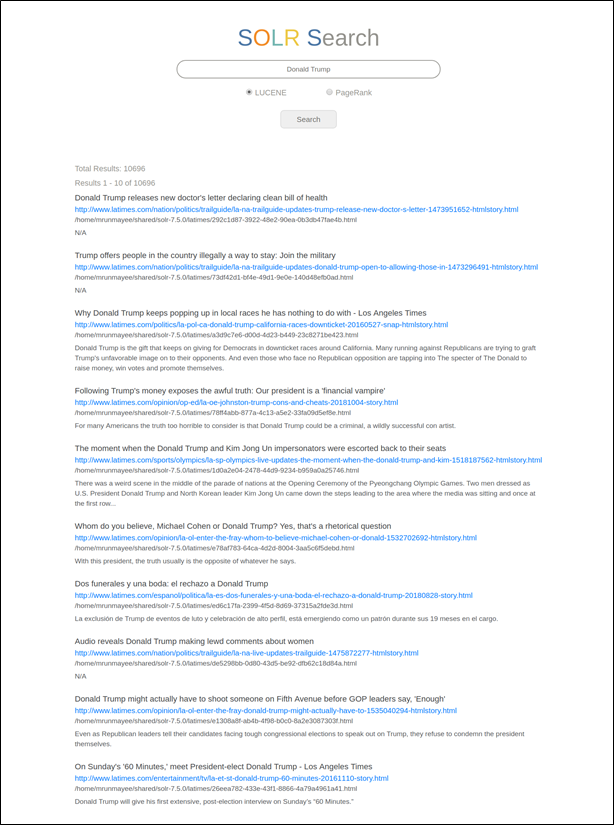 SOLR Search
Donald Trump
LUCENE PageRank
Search
Total Results: 10696
Results 1 - 10 of 10696
Donald Trump releases new doctor's letter declaring clean bill of health
http://www.latimes.com/nation/politics/trailguide/la-na-trailguide-updates-trump-release-new-doctor-s-letter-1473951652-htmlstory.html
/home/mrunmayee/shared/solr-7.5.0/latimes/292c1d87-3922-48e2-90ea-0b3db47fae4b.html
N/A
Trump offers people in the country illegally a way to stay: Join the military
http://www.latimes.com/nation/politics/trailguide/la-na-trailguide-updates-donald-trump-open-to-allowing-those-in-1473296491-htmlstory.html
/home/mrunmayee/shared/solr-7.5.0/latimes/73df42d1-bf4e-49d1-9e0e-140d48efb0ad.html
N/A
Why Donald Trump keeps popping up in local races he has nothing to do with - Los Angeles Times
http://www.latimes.com/politics/la-pol-ca-donald-trump-california-races-downticket-20160527-snap-htmlstory.html
/home/mrunmayee/shared/solr-7.5.0/latimes/a3d9c7e6-d00d-4d23-b449-23c8271be423.html
Donald Trump is the gift that keeps on giving for Democrats in downticket races around California. Many running against Republicans are trying to graft
Trump's unfavorable image on to their opponents. And even those who face no Republican opposition are tapping into The specter of The Donald to
raise money, win votes and promote themselves.
Following Trump's money exposes the awful truth: Our president is a 'financial vampire'
http://www.latimes.com/opinion/op-ed/la-oe-johnston-trump-cons-and-cheats-20181004-story.html
/home/mrunmayee/shared/solr-7.5.0/latimes/78ff4abb-877a-4c13-a5e2-33fa09d5ef8e.html
For many Americans the truth too horrible to consider is that Donald Trump could be a criminal, a wildly successful con artist.
The moment when the Donald Trump and Kim Jong Un impersonators were escorted back to their seats
http://www.latimes.com/sports/olympics/la-sp-olympics-live-updates-the-moment-when-the-donald-trump-and-kim-1518187562-htmlstory.html
/home/mrunmayee/shared/solr-7.5.0/latimes/1d0a2e04-2478-44d9-9234-b959a0a25746.html
There was a weird scene in the middle of the parade of nations at the Opening Ceremony of the Pyeongchang Olympic Games. Two men dressed as
U.S. President Donald Trump and North Korean leader Kim Jong Un came down the steps leading to the area where the media was sitting and once at
the first row...
Whom do you believe, Michael Cohen or Donald Trump? Yes, that's a rhetorical question
http://www.latimes.com/opinion/la-ol-enter-the-fray-whom-to-believe-michael-cohen-or-donald-1532702692-htmlstory.html
/home/mrunmayee/shared/solr-7.5.0/latimes/e78af783-64ca-4d2d-8004-3aa5c6f5debd.html
With this president, the truth usually is the opposite of whatever he says.
Dos funerales y una boda: el rechazo a Donald Trump
http://www.latimes.com/espanol/politica/la-es-dos-funerales-y-una-boda-el-rechazo-a-donald-trump-20180828-story.html
/home/mrunmayee/shared/solr-7.5.0/latimes/ed6c17fa-2399-4f5d-8d69-37315a2fde3d.html
La exclusión de Trump de eventos de luto y celebración de alto perfil, está emergiendo como un patrón durante sus 19 meses en el cargo.
Audio reveals Donald Trump making lewd comments about women
http://www.latimes.com/nation/politics/trailguide/la-na-live-updates-trailguide-1475872277-htmlstory.html
/home/mrunmayee/shared/solr-7.5.0/latimes/de5298bb-0d80-43d5-be92-dfb62c18d84a.html
N/A
Donald Trump might actually have to shoot someone on Fifth Avenue before GOP leaders say, 'Enough'
http://www.latimes.com/opinion/la-ol-enter-the-fray-donald-trump-might-actually-have-to-1535040294-htmlstory.html
/home/mrunmayee/shared/solr-7.5.0/latimes/e1308a8f-ab4b-4f98-b0c0-8a2e3087303f.html
Even as Republican leaders tell their candidates facing tough congressional elections to speak out on Trump, they refuse to condemn the president
themselves.
On Sunday's '60 Minutes,' meet President-elect Donald Trump - Los Angeles Times
http://www.latimes.com/entertainment/tv/la-et-st-donald-trump-60-minutes-20161110-story.html
/home/mrunmayee/shared/solr-7.5.0/latimes/26eea782-433e-43f1-8866-4a79a4961a41.html
Donald Trump will give his first extensive, post-election interview on Sunday's "60 Minutes."